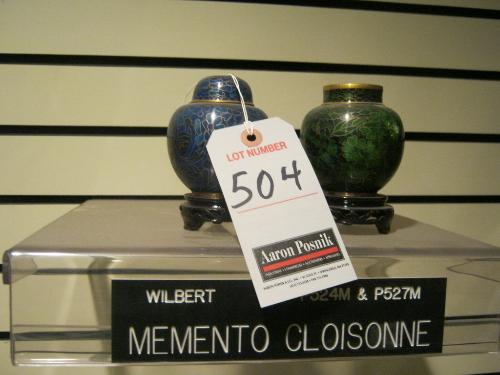 LOT NUMBER
504
Aaron Posnik
WILBERT P524M & P527M
MEMENTO CLOISONNE